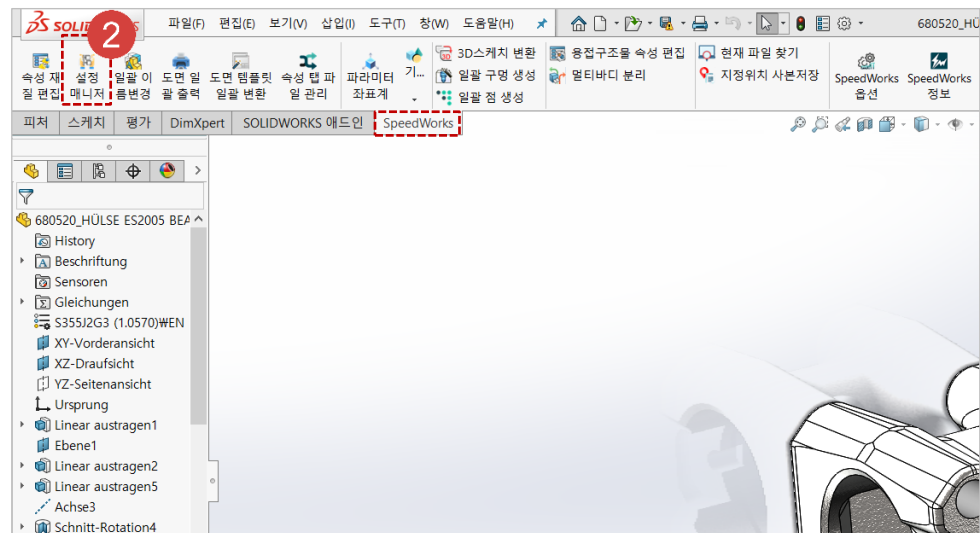 SOLIDWORKS 파일(F) 편집(E) 보기(V) 삽입(I) 도구(T) 창(W) 도움말(H) 680520_HÜ
2
속성 재질 편집
설정 매니저
일괄 이름변경
도면 일괄 출력
도면 템플릿 일괄 변환
속성 탭 파일 관리
파라미터 좌표계
기...
3D스케치 변환
일괄 구멍 생성
일괄 점 생성
용접구조물 속성 편집
멀티바디 분리
현재 파일 찾기
지정위치 사본저장
SpeedWorks 옵션
SpeedWorks 정보
피처 스케치 평가 DimXpert SOLIDWORKS 애드인 SpeedWorks
680520_HÜLSE ES2005 BEA
History
Beschriftung
Sensoren
Gleichungen
S355J2G3 (1.0570)₩EN
XY-Vorderansicht
XZ-Draufsicht
YZ-Seitenansicht
Ursprung
Linear austragen1
Ebene1
Linear austragen2
Linear austragen5
Achse3
Schnitt-Rotation4